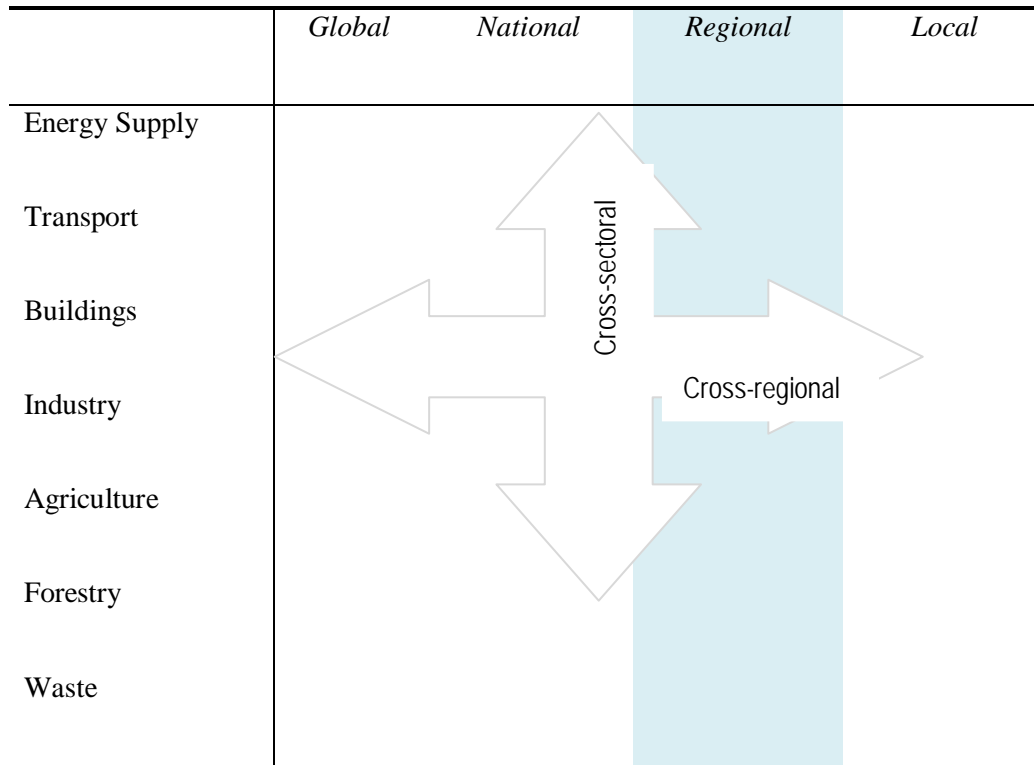 Global National Regional Local
Energy Supply
Transport
Cross-sectoral
Buildings
Cross-regional
Industry
Agriculture
Forestry
Waste